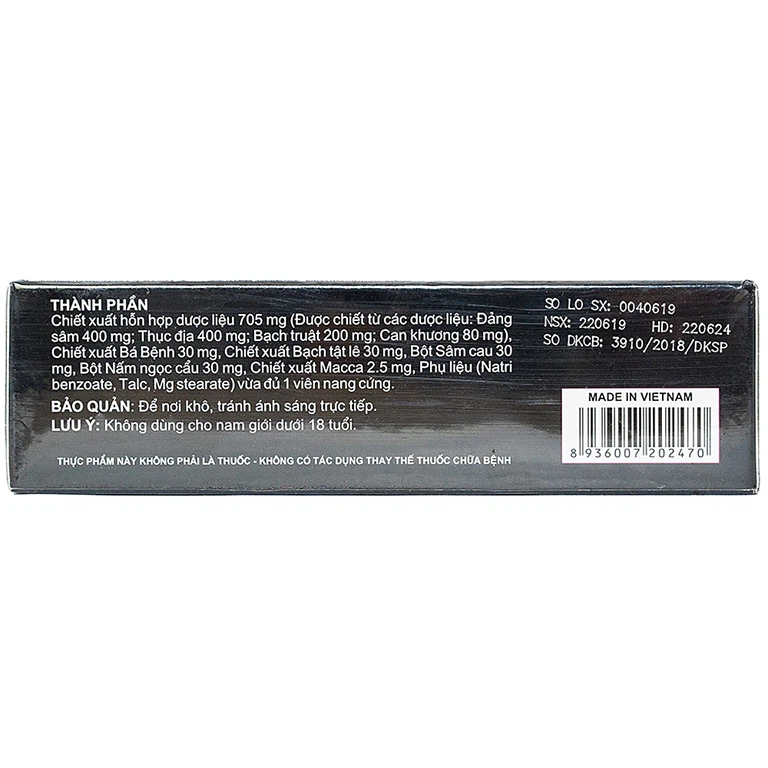 THÀNH PHẦN
Chiết xuất hỗn hợp dược liệu 705 mg (Được chiết từ các dược liệu: Đảng
sâm 400 mg; Thục địa 400 mg; Bạch truật 200 mg; Can khương 80 mg),
Chiết xuất Bá Bệnh 30 mg, Chiết xuất Bạch tật lê 30 mg, Bột Sâm cau 30
mg, Bột Nấm ngọc cẩu 30 mg, Chiết xuất Macca 2.5 mg, Phụ liệu (Natri
benzoate, Talc, Mg stearate) vừa đủ 1 viên nang cứng.
BẢO QUẢN: Để nơi khô, tránh ánh sáng trực tiếp.
LƯU Ý: Không dùng cho nam giới dưới 18 tuổi.
THỰC PHẨM NÀY KHÔNG PHẢI LÀ THUỐC - KHÔNG CÓ TÁC DỤNG THAY THẾ THUỐC CHỮA BỆNH
SO LO SX: 0040619
NSX: 220619 HD: 220624
SO DKCB: 3910/2018/DKSP
MADE IN VIETNAM
8 936007 202470